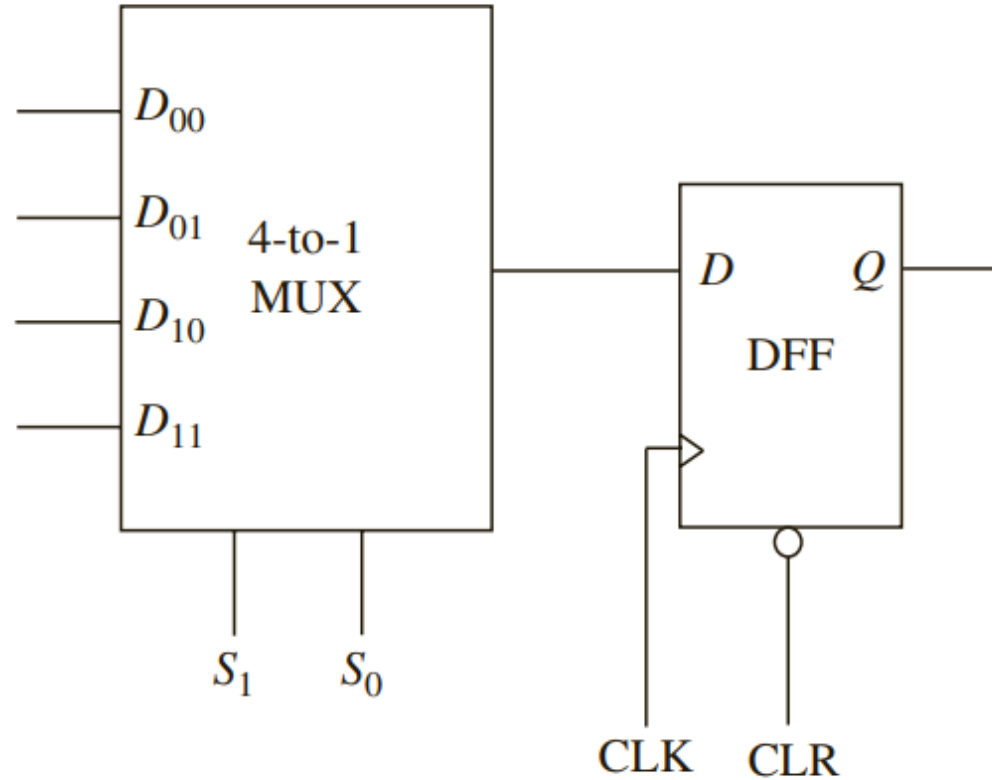 D₀₀
D₀₁
4-to-1
MUX
D₁₀
D₁₁
S₁ S₀
D Q
DFF
CLK CLR